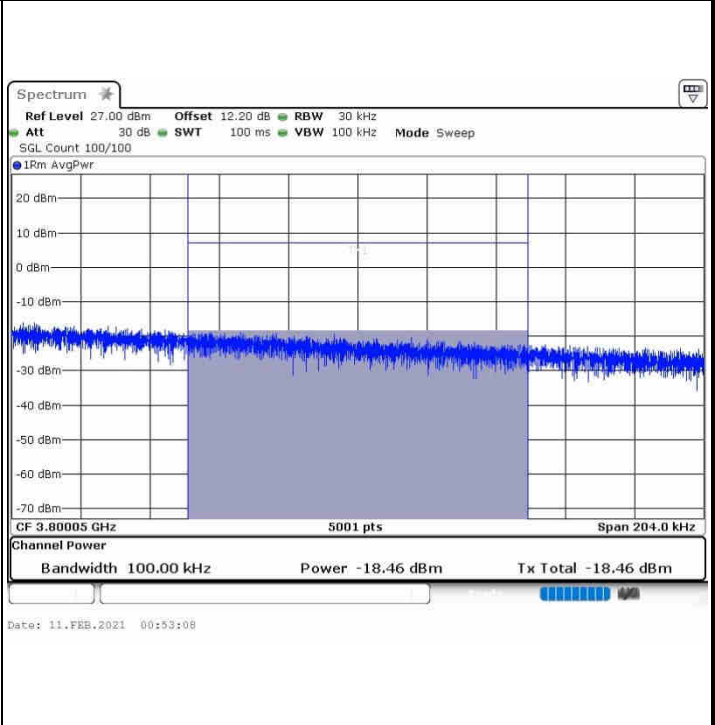 Spectrum
Ref Level 27.00 dBm Offset 12.20 dB RBW 30 kHz
Att 30 dB SWT 100 ms VBW 100 kHz Mode Sweep
SGL Count 100/100
1Rm AvgPwr
20 dBm
10 dBm
0 dBm
-10 dBm
-30 dBm
-40 dBm
-50 dBm
-60 dBm
-70 dBm
CF 3.80005 GHz 5001 pts Span 204.0 kHz
Channel Power
Bandwidth 100.00 kHz Power -18.46 dBm Tx Total -18.46 dBm
Date: 11.FEB.2021 00:53:08